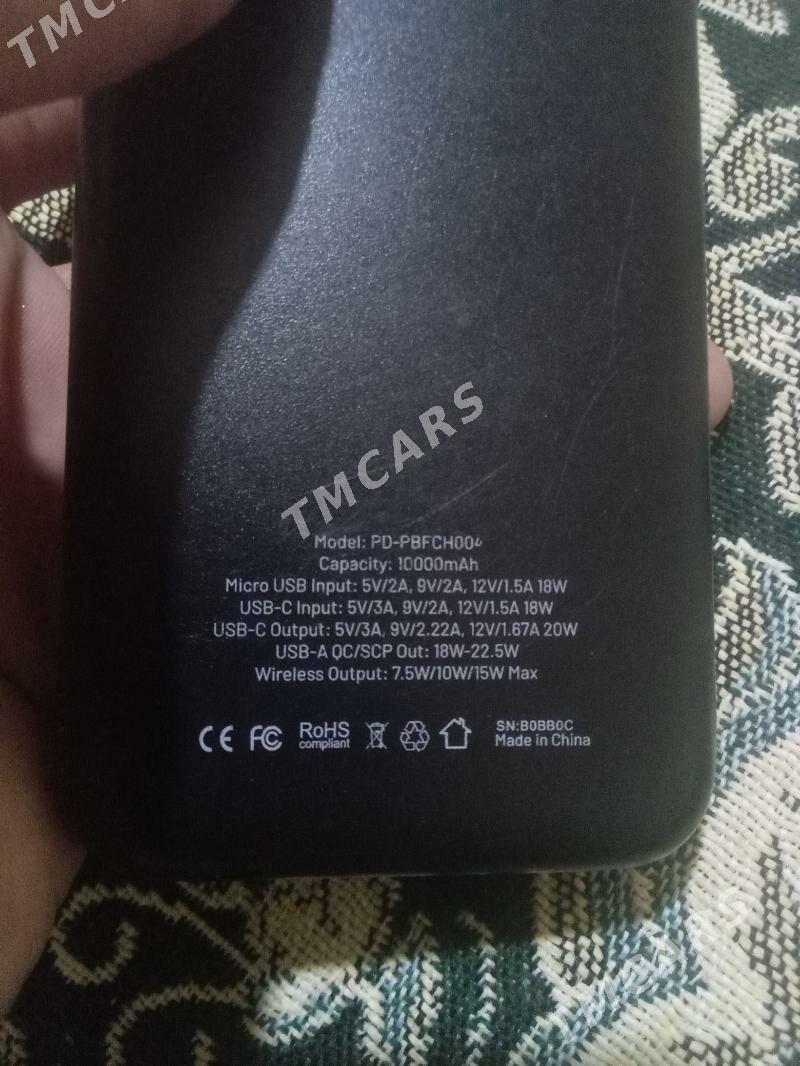 TMCARS
TMCARS
Model: PD-PBFCH004
Capacity: 10000mAh
Micro USB Input: 5V/2A, 9V/2A, 12V/1.5A 18W
USB-C Input: 5V/3A, 9V/2A, 12V/1.5A 18W
USB-C Output: 5V/3A, 9V/2.22A, 12V/1.67A 20W
USB-A QC/SCP Out: 18W-22.5W
Wireless Output: 7.5W/10W/15W Max
CE FC RoHS compliant
SN:B0BB0C
Made in China
TMCARS